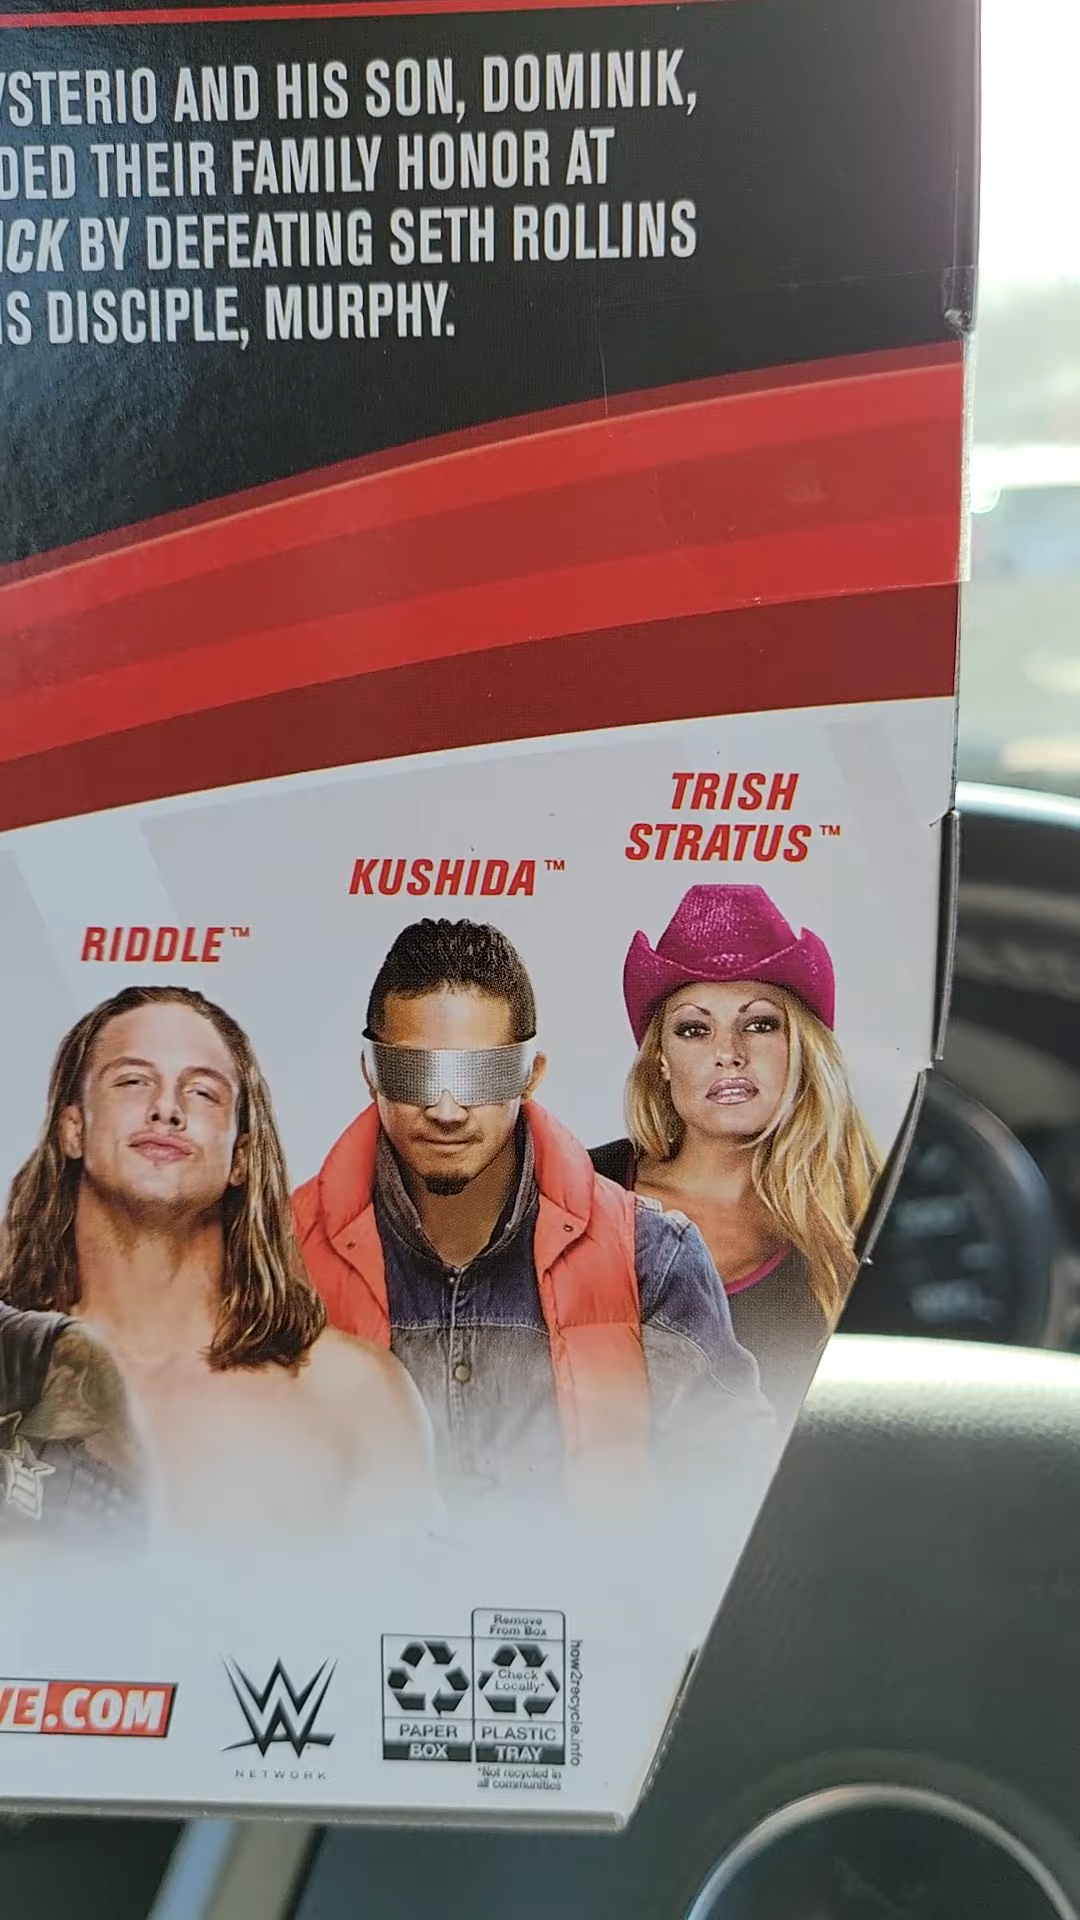 YSTERIO AND HIS SON, DOMINIK,
DED THEIR FAMILY HONOR AT
ICK BY DEFEATING SETH ROLLINS
IS DISCIPLE, MURPHY.
TRISH
STRATUS™
KUSHIDA™
RIDDLE™
VE.COM
W
NETWORK
Remove
From Box
Check
Locally*
PAPER
BOX
PLASTIC
TRAY
*Not recycled in
all communities
how2recycle.info